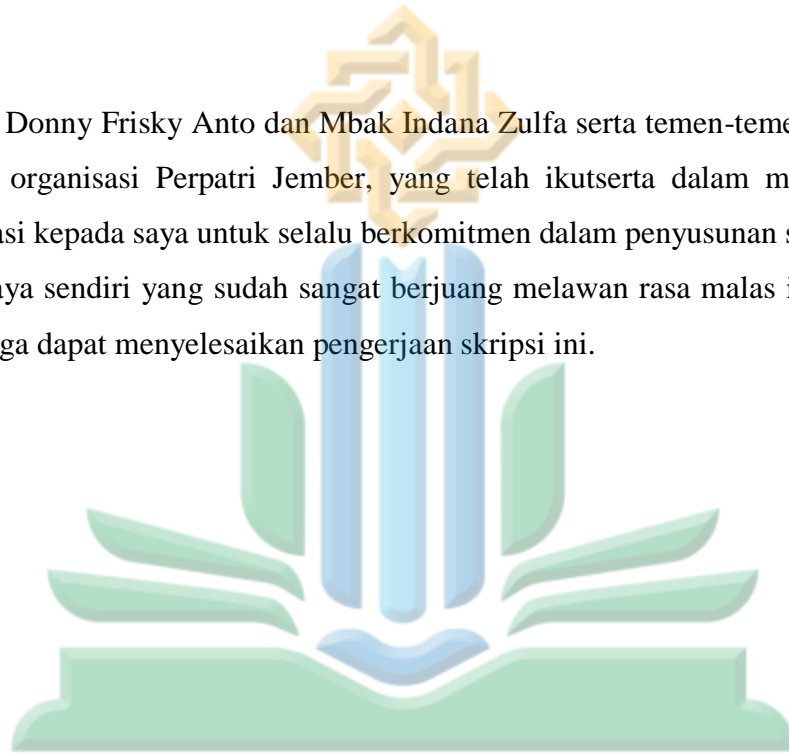 Donny Frisky Anto dan Mbak Indana Zulfa serta temen-teme
organisasi Perpatri Jember, yang telah ikutserta dalam m
asi kepada saya untuk selalu berkomitmen dalam penyusunan s
aya sendiri yang sudah sangat berjuang melawan rasa malas i
ga dapat menyelesaikan pengerjaan skripsi ini.